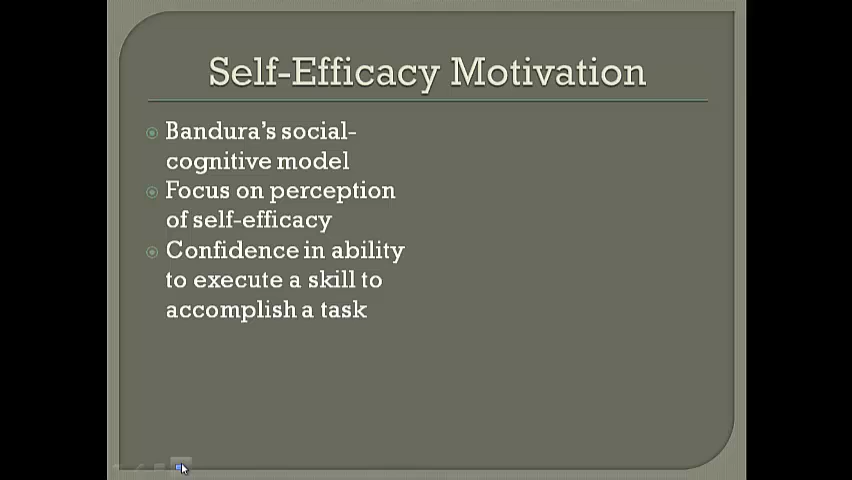 Self-Efficacy Motivation
Bandura's social-
cognitive model
Focus on perception
of self-efficacy
Confidence in ability
to execute a skill to
accomplish a task